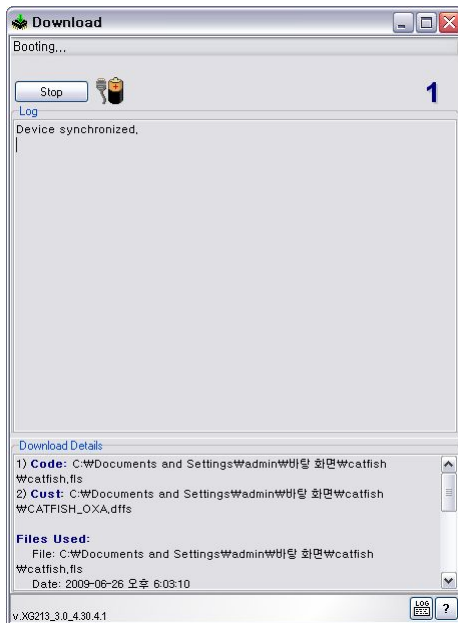 Download
Booting...
Stop
1
Log
Device synchronized.
Download Details
1) Code: C:₩Documents and Settings₩admin₩바탕 화면₩catfish
₩catfish.fls
2) Cust: C:₩Documents and Settings₩admin₩바탕 화면₩catfish
₩CATFISH_OXA.dffs
Files Used:
File: C:₩Documents and Settings₩admin₩바탕 화면₩catfish
₩catfish.fls
Date: 2009-06-26 오후 6:03:10
v.XG213_3.0_4.30.4.1
LOG
?